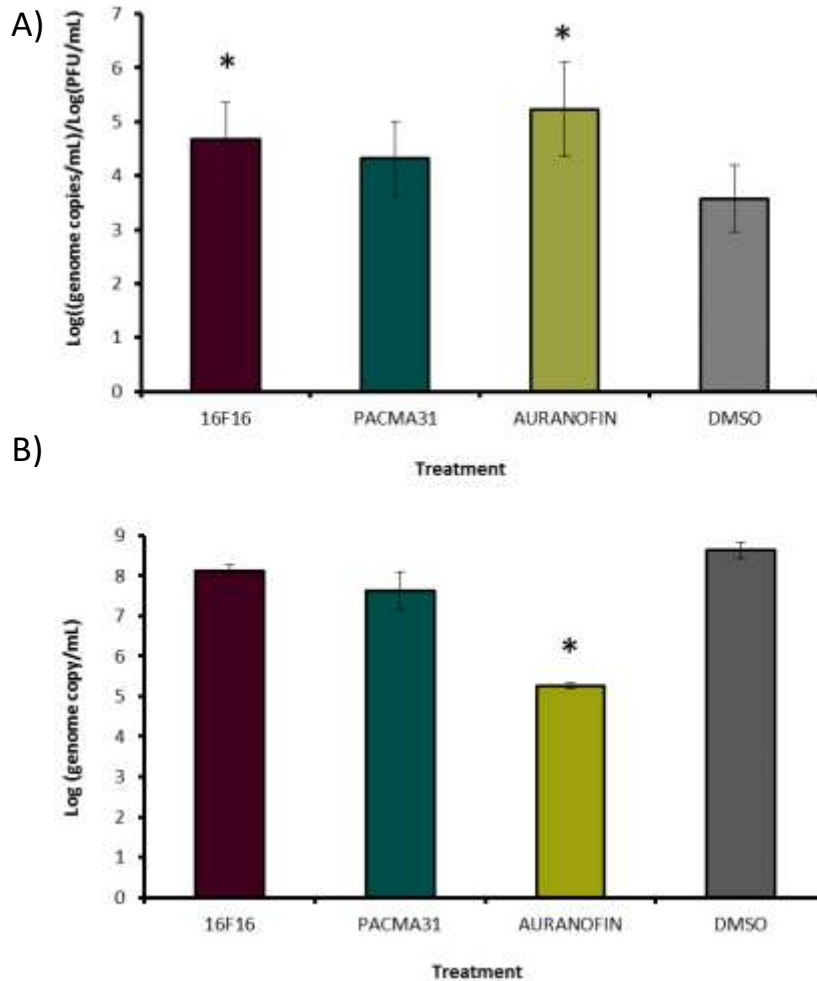 A)
Log((genome copies/mL)/Log(PFU/mL)
7
6
5
4
3
2
1
0
*
*
16F16 PACMA31 AURANOFIN DMSO
Treatment
B)
Log (genome copy/mL)
9
8
7
6
5
4
3
2
1
0
*
16F16 PACMA31 AURANOFIN DMSO
Treatment